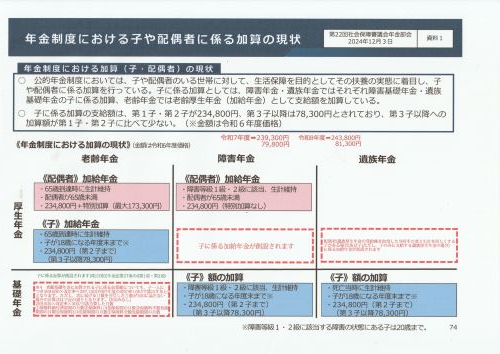 年金制度における子や配偶者に係る加算の現状
第22回社会保障審議会年金部会
2024年12月3日
資料1
年金制度における加算(子・配偶者)の現状
○ 公的年金制度においては、子や配偶者のいる世帯に対して、生活保障を目的としてその扶養の実態に着目し、子
や配偶者に係る加算を行っている。子に係る加算としては、障害年金・遺族年金ではそれぞれ障害基礎年金・遺族
基礎年金の子に係る加算、老齢年金では老齢厚生年金(加給年金)として支給額を加算している。
○ 子に係る加算の支給額は、第1子・第2子が234,800円、第3子以降は78,300円とされており、第3子以降への
加算額が第1子・第2子に比べて少ない。(※金額は令和6年度価格)
令和7年度⇒239,300円
79,800円
令和8年度⇒243,800円
81,300円
《年金制度における加算の現状》(金額は令和6年度価格)
老齢年金
障害年金
遺族年金
厚生年金
《配偶者》加給年金
・65歳到達時に生計維持
・配偶者が65歳未満
・234,800円+特別加算(最大173,300円)
《配偶者》加給年金
・障害等級1級・2級に該当、生計維持
・配偶者が65歳未満
・234,800円(特別加算なし)
《子》加給年金
・65歳到達時に生計維持
・子が18歳になる年度末まで※
・234,800円(第2子まで)
(第3子以降78,300円)
子に係る加給が創設されます
基礎年金
《子》額の加算
・障害等級1級・2級に該当、生計維持
・子が18歳になる年度末まで※
・234,800円(第2子まで)
(第3子以降78,300円)
《子》額の加算
・死亡当時に生計維持
・子が18歳になる年度末まで※
・234,800円(第2子まで)
(第3子以降78,300円)
※障害等級1・2級に該当する障害の状態にある子は20歳まで。
74